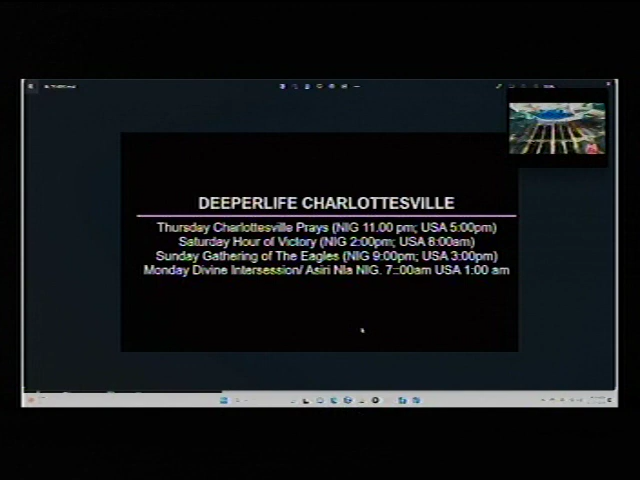 DEEPERLIFE CHARLOTTESVILLE
Thursday Charlottesville Prays (NIG 11.00 pm; USA 5:00pm)
Saturday Hour of Victory (NIG 2:00pm; USA 8:00am)
Sunday Gathering of The Eagles (NIG 9:00pm; USA 3:00pm)
Monday Divine Intersession/ Asiri Nla NIG. 7::00am USA 1:00 am